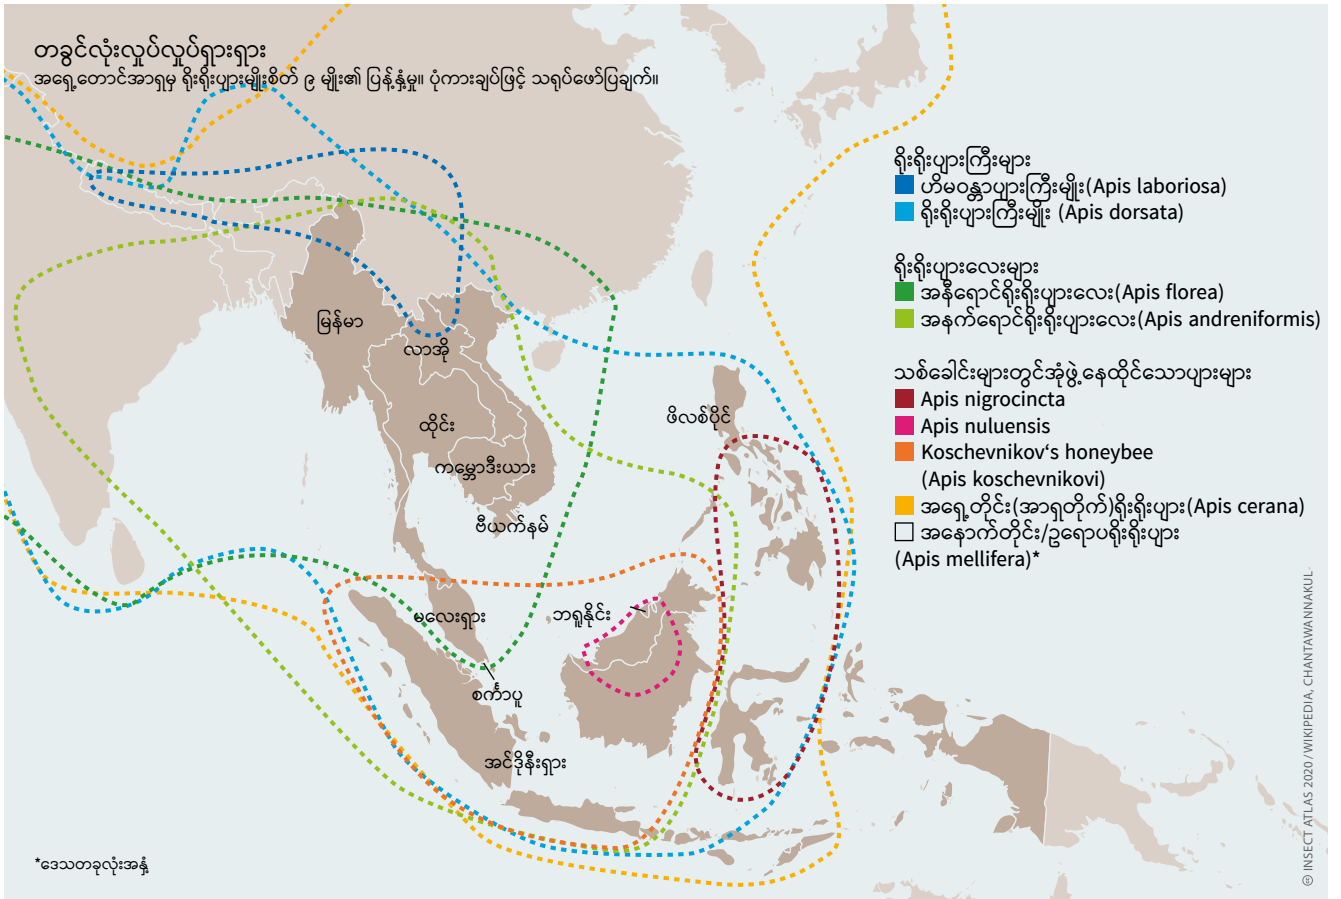 တခွင်လုံးလှုပ်လှုပ်ရှားရှား
အရှေ့တောင်အာရှမှ ရိုးရိုးပျားမျိုးစိတ် ၉ မျိုး၏ ပြန့်နှံ့မှု။ ပုံကားချပ်ဖြင့် သရုပ်ဖော်ပြချက်။
ရိုးရိုးပျားကြီးများ
ဟိမဝန္တာပျားကြီးမျိုး(Apis laboriosa)
ရိုးရိုးပျားကြီးမျိုး (Apis dorsata)
ရိုးရိုးပျားလေးများ
အနီရောင်ရိုးရိုးပျားလေး(Apis florea)
အနက်ရောင်ရိုးရိုးပျားလေး(Apis andreniformis)
သစ်ခေါင်းများတွင်အုံဖွဲ့နေထိုင်သောပျားများ
Apis nigrocincta
Apis nuluensis
Koschevnikov‘s honeybee
(Apis koschevnikovi)
အရှေ့တိုင်း(အာရှတိုက်)ရိုးရိုးပျား(Apis cerana)
အနောက်တိုင်း/ဥရောပရိုးရိုးပျား
(Apis mellifera)*
မြန်မာ
လာအို
ထိုင်း
ဖိလစ်ပိုင်
ကမ္ဘောဒီးယား
ဗီယက်နမ်
မလေးရှား
ဘရူနိုင်း
စင်္ကာပူ
အင်ဒိုနီးရှား
*ဒေသတခုလုံးအနှံ့
© INSECT ATLAS 2020 / WIKIPEDIA, CHANTAWANNAKUL